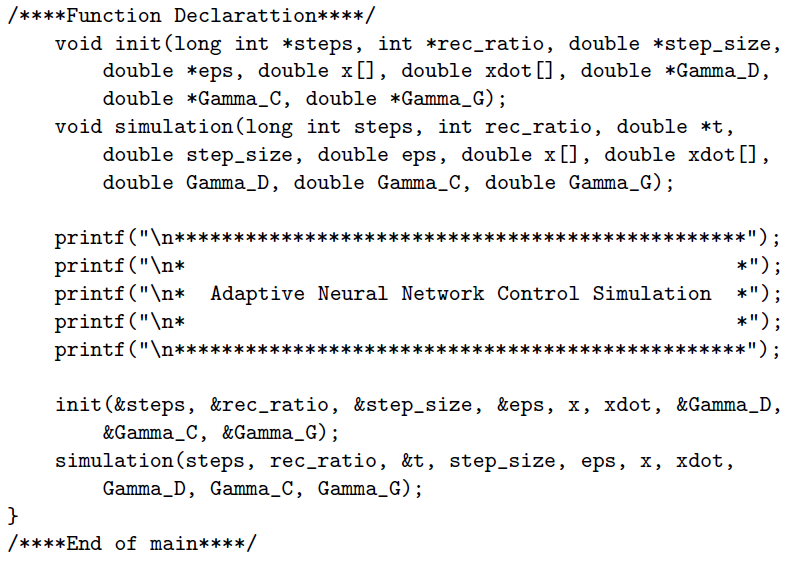 /****Function Declarattion****/
    void init(long int *steps, int *rec_ratio, double *step_size,
        double *eps, double x[], double xdot[], double *Gamma_D,
        double *Gamma_C, double *Gamma_G);
    void simulation(long int steps, int rec_ratio, double *t,
        double step_size, double eps, double x[], double xdot[],
        double Gamma_D, double Gamma_C, double Gamma_G);

    printf("\n************************************************");
    printf("\n*                                              *");
    printf("\n*  Adaptive Neural Network Control Simulation  *");
    printf("\n*                                              *");
    printf("\n************************************************");

    init(&steps, &rec_ratio, &step_size, &eps, x, xdot, &Gamma_D,
        &Gamma_C, &Gamma_G);
    simulation(steps, rec_ratio, &t, step_size, eps, x, xdot,
        Gamma_D, Gamma_C, Gamma_G);
}
/****End of main****/